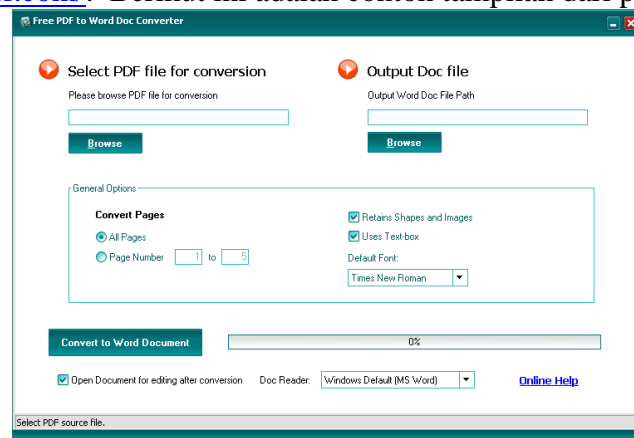 Free PDF to Word Doc Converter
Select PDF file for conversion
Please browse PDF file for conversion
Browse
Output Doc file
Output Word Doc File Path
Browse
General Options
Convert Pages
All Pages
Page Number 1 to 5
Retains Shapes and Images
Uses Text-box
Default Font:
Times New Roman
Convert to Word Document
0%
Open Document for editing after conversion Doc Reader: Windows Default (MS Word) Online Help
Select PDF source file.